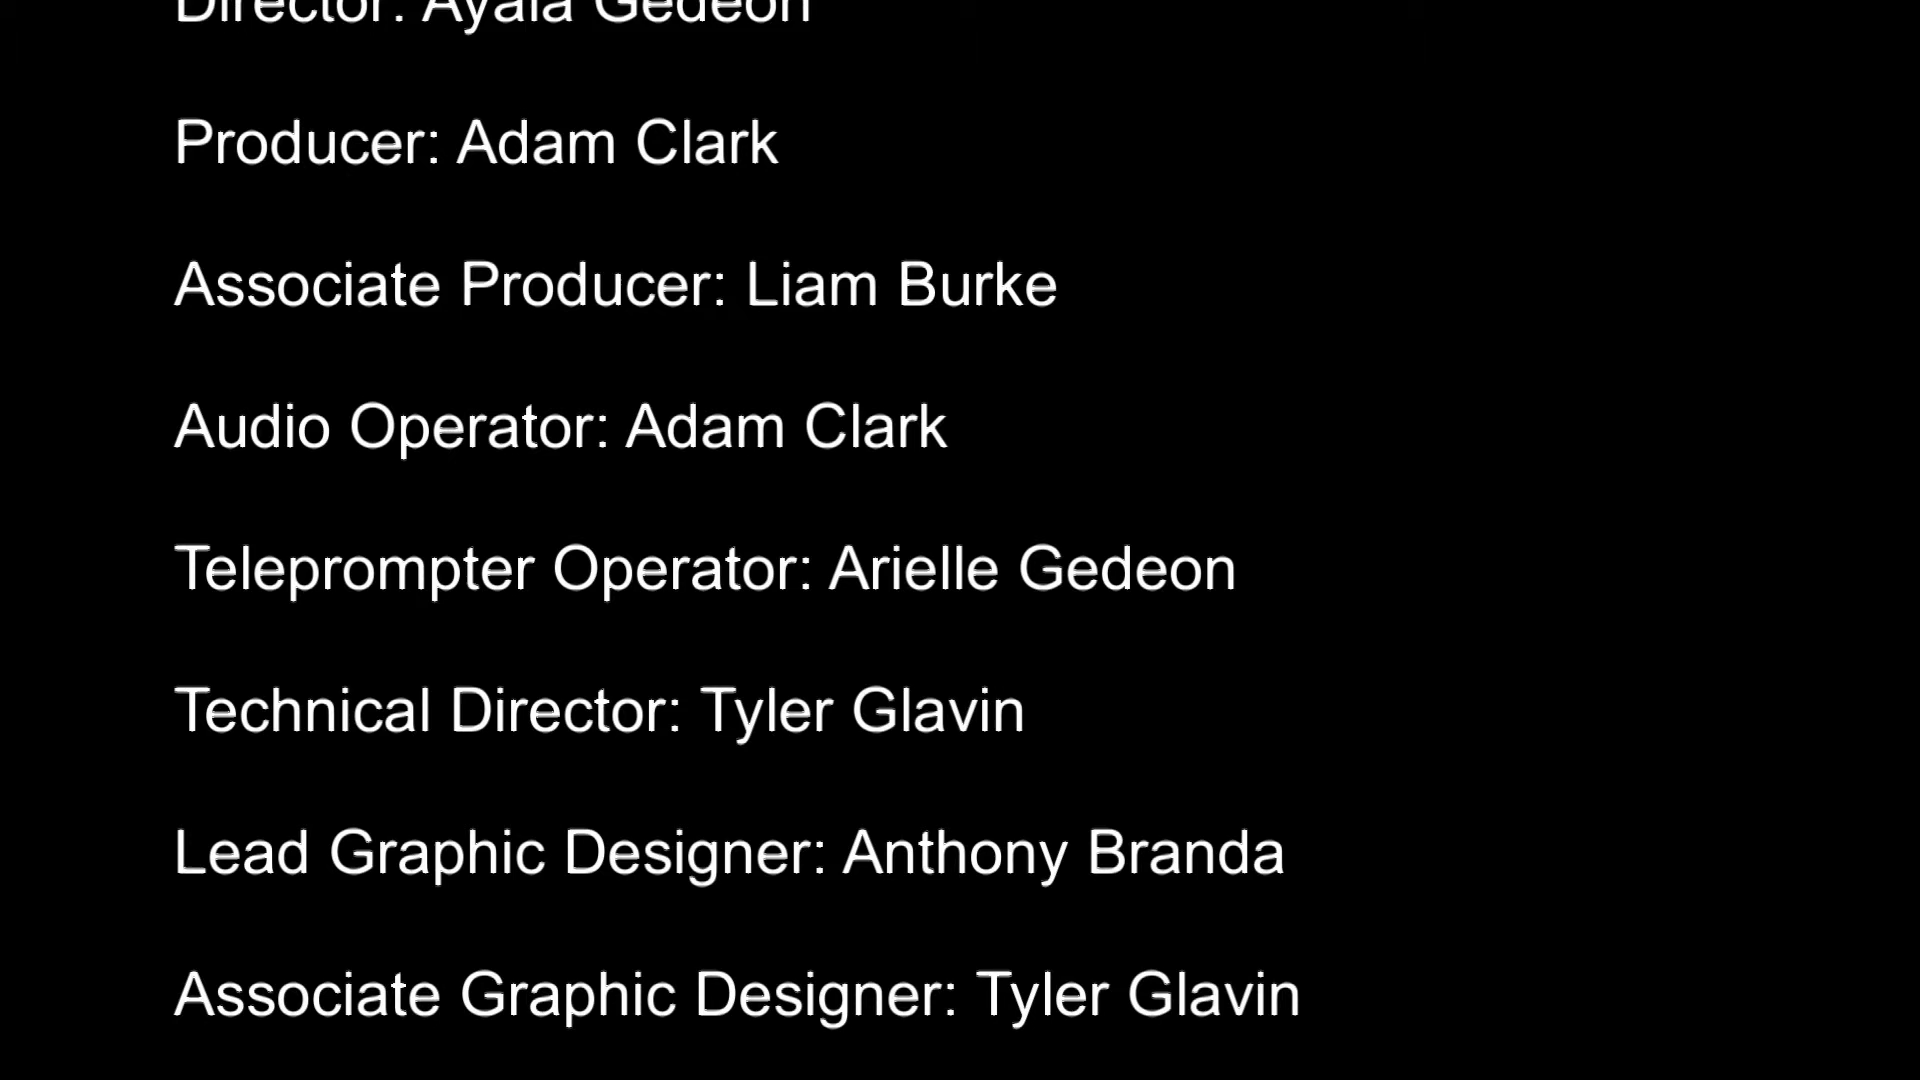 Director: Ayala Gedeon
Producer: Adam Clark
Associate Producer: Liam Burke
Audio Operator: Adam Clark
Teleprompter Operator: Arielle Gedeon
Technical Director: Tyler Glavin
Lead Graphic Designer: Anthony Branda
Associate Graphic Designer: Tyler Glavin